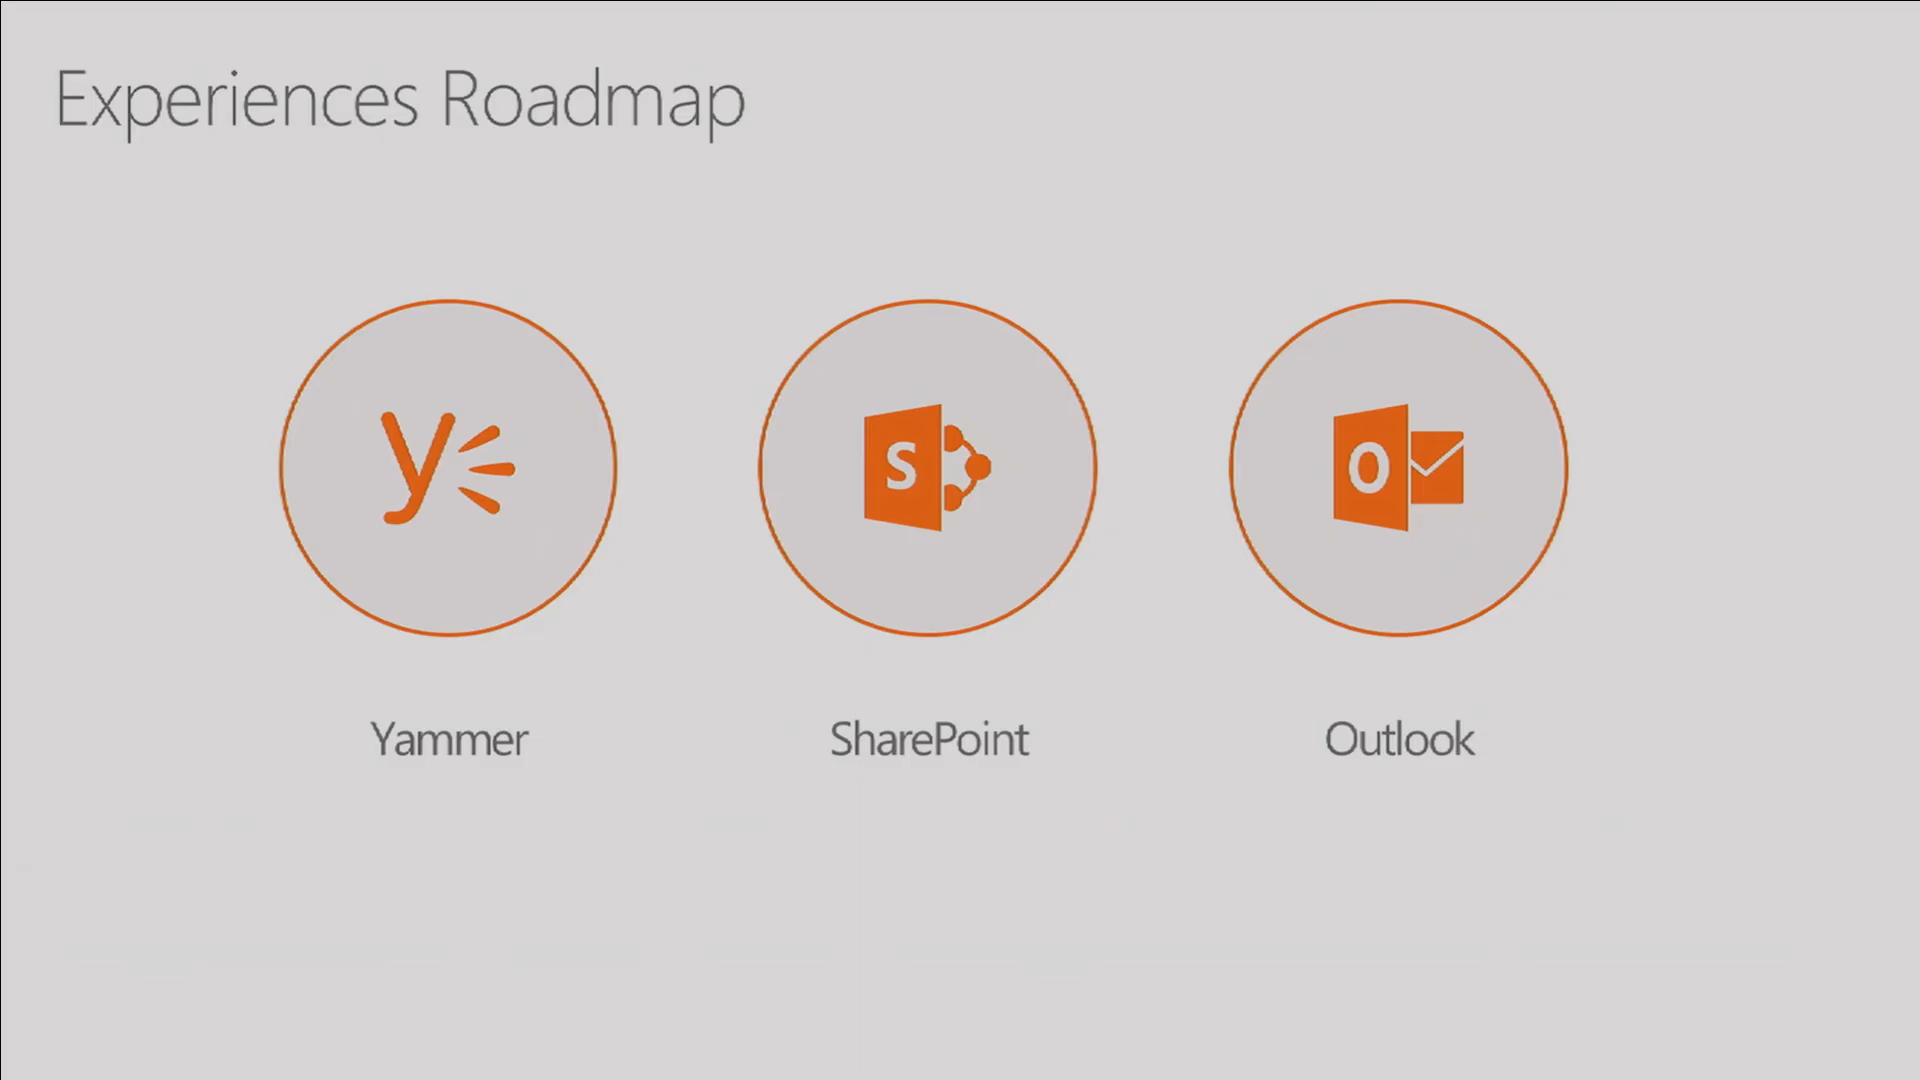 Experiences Roadmap
y
S
O
Yammer
SharePoint
Outlook